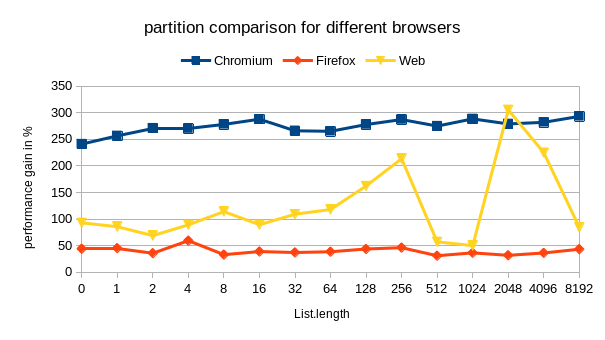 partition comparison for different browsers
Chromium Firefox Web
350
300
250
200
150
100
50
0
performance gain in %
0 1 2 4 8 16 32 64 128 256 512 1024 2048 4096 8192
List.length